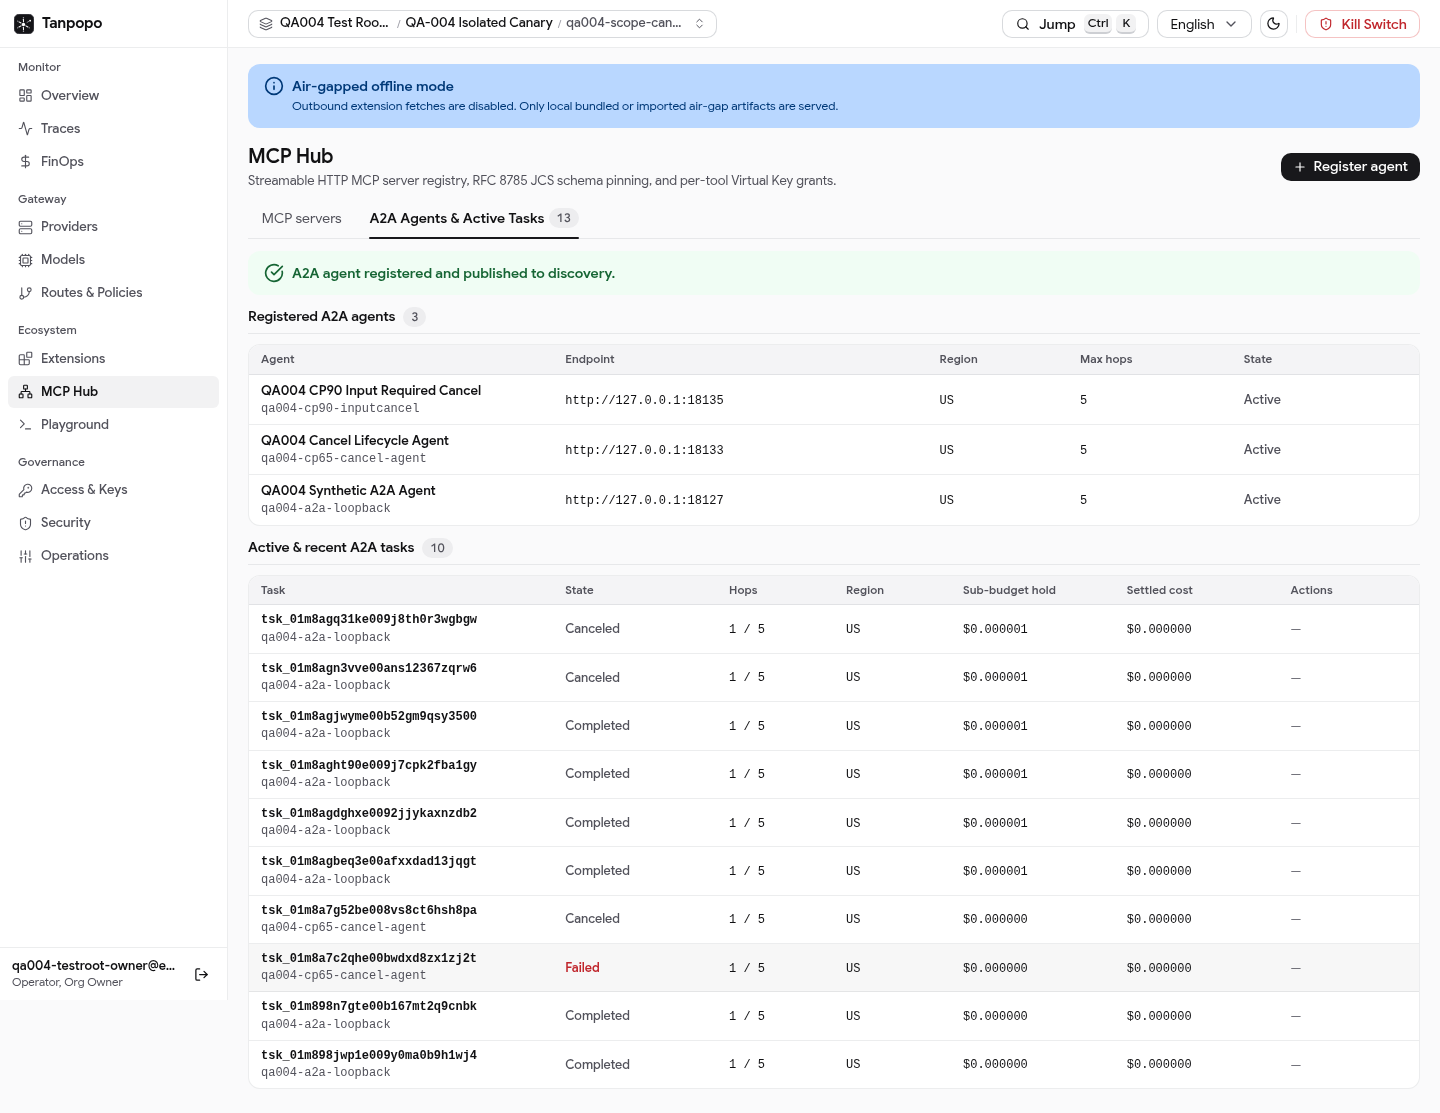 Tanpopo
QA004 Test Roo... / QA-004 Isolated Canary / qa004-scope-can...
Jump Ctrl K
English
Kill Switch
Monitor
Overview
Traces
FinOps
Gateway
Providers
Models
Routes & Policies
Ecosystem
Extensions
MCP Hub
Playground
Governance
Access & Keys
Security
Operations
qa004-testroot-owner@e...
Operator, Org Owner
Air-gapped offline mode
Outbound extension fetches are disabled. Only local bundled or imported air-gap artifacts are served.
MCP Hub
Streamable HTTP MCP server registry, RFC 8785 JCS schema pinning, and per-tool Virtual Key grants.
+ Register agent
MCP servers A2A Agents & Active Tasks 13
A2A agent registered and published to discovery.
Registered A2A agents 3
Agent Endpoint Region Max hops State
QA004 CP90 Input Required Cancel
qa004-cp90-inputcancel
http://127.0.0.1:18135 US 5 Active
QA004 Cancel Lifecycle Agent
qa004-cp65-cancel-agent
http://127.0.0.1:18133 US 5 Active
QA004 Synthetic A2A Agent
qa004-a2a-loopback
http://127.0.0.1:18127 US 5 Active
Active & recent A2A tasks 10
Task State Hops Region Sub-budget hold Settled cost Actions
tsk_01m8agq31ke009j8th0r3wgbgw
qa004-a2a-loopback
Canceled 1 / 5 US $0.000001 $0.000000 —
tsk_01m8agn3vve00ans12367zqrw6
qa004-a2a-loopback
Canceled 1 / 5 US $0.000001 $0.000000 —
tsk_01m8agjwyme00b52gm9qsy3500
qa004-a2a-loopback
Completed 1 / 5 US $0.000001 $0.000000 —
tsk_01m8aght90e009j7cpk2fba1gy
qa004-a2a-loopback
Completed 1 / 5 US $0.000001 $0.000000 —
tsk_01m8agdghxe0092jjykaxnzdb2
qa004-a2a-loopback
Completed 1 / 5 US $0.000001 $0.000000 —
tsk_01m8agbeq3e00afxxdad13jqgt
qa004-a2a-loopback
Completed 1 / 5 US $0.000001 $0.000000 —
tsk_01m8a7g52be008vs8ct6hsh8pa
qa004-cp65-cancel-agent
Canceled 1 / 5 US $0.000000 $0.000000 —
tsk_01m8a7c2qhe00bwdxd8zx1zj2t
qa004-cp65-cancel-agent
Failed 1 / 5 US $0.000000 $0.000000 —
tsk_01m898n7gte00b167mt2q9cnbk
qa004-a2a-loopback
Completed 1 / 5 US $0.000000 $0.000000 —
tsk_01m898jwp1e009y0ma0b9h1wj4
qa004-a2a-loopback
Completed 1 / 5 US $0.000000 $0.000000 —